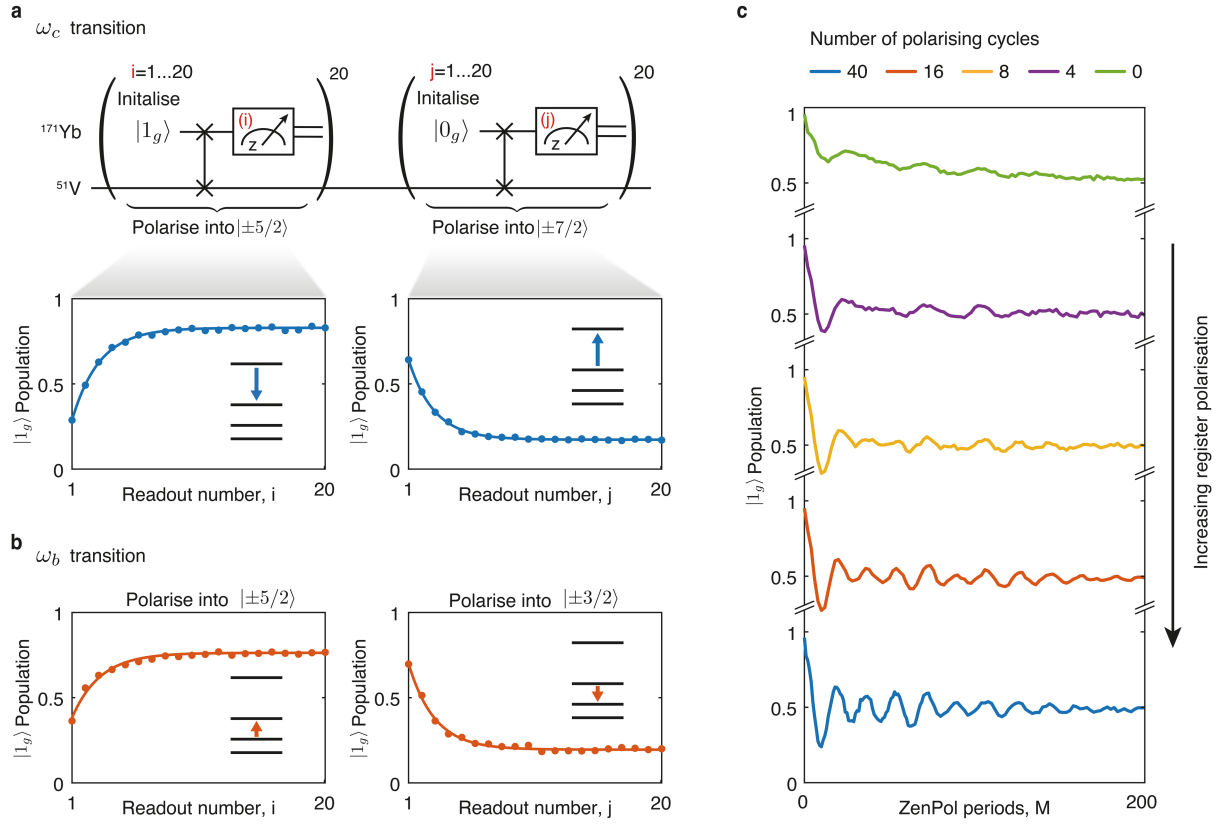 a
ω_c transition
i=1...20
20
Initalise
|1_g⟩
(i)
z
171Yb
51V
Polarise into |±5/2⟩
j=1...20
20
Initalise
|0_g⟩
(j)
z
Polarise into |±7/2⟩
|1_g⟩ Population
1
0.5
0
1
20
Readout number, i
|1_g⟩ Population
1
0.5
0
1
20
Readout number, j
b
ω_b transition
Polarise into |±5/2⟩
|1_g⟩ Population
1
0.5
0
1
20
Readout number, i
Polarise into |±3/2⟩
|1_g⟩ Population
1
0.5
0
1
20
Readout number, j
c
Number of polarising cycles
40 16 8 4 0
|1_g⟩ Population
1
0.5
1
0.5
1
0.5
1
0.5
1
0.5
0
0
200
ZenPol periods, M
Increasing register polarisation